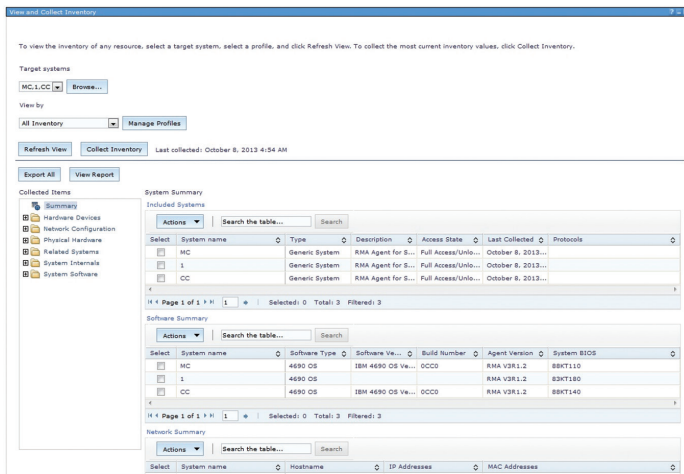 View and Collect Inventory
To view the inventory of any resource, select a target system, select a profile, and click Refresh View. To collect the most current inventory values, click Collect Inventory.
Target systems
MC,1,CC Browse...
View by
All Inventory Manage Profiles
Refresh View Collect Inventory Last collected: October 8, 2013 4:54 AM
Export All View Report
Collected Items
Summary
Hardware Devices
Network Configuration
Physical Hardware
Related Systems
System Internals
System Software
System Summary
Included Systems
Actions Search the table... Search
Select System name Type Description Access State Last Collected Protocols
MC Generic System RMA Agent for S... Full Access/Unlo... October 8, 2013...
1 Generic System RMA Agent for S... Full Access/Unlo... October 8, 2013...
CC Generic System RMA Agent for S... Full Access/Unlo... October 8, 2013...
Page 1 of 1 1 Selected: 0 Total: 3 Filtered: 3
Software Summary
Actions Search the table... Search
Select System name Software Type Software Ve... Build Number Agent Version System BIOS
MC 4690 OS IBM 4690 OS Ve... 0CC0 RMA V3R1.2 88KT110
1 4690 OS RMA V3R1.2 83KT180
CC 4690 OS IBM 4690 OS Ve... 0CC0 RMA V3R1.2 88KT140
Page 1 of 1 1 Selected: 0 Total: 3 Filtered: 3
Network Summary
Actions Search the table... Search
Select System name Hostname IP Addresses MAC Addresses